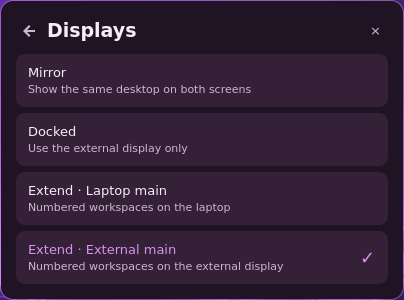 Displays
Mirror
Show the same desktop on both screens
Docked
Use the external display only
Extend · Laptop main
Numbered workspaces on the laptop
Extend · External main
Numbered workspaces on the external display